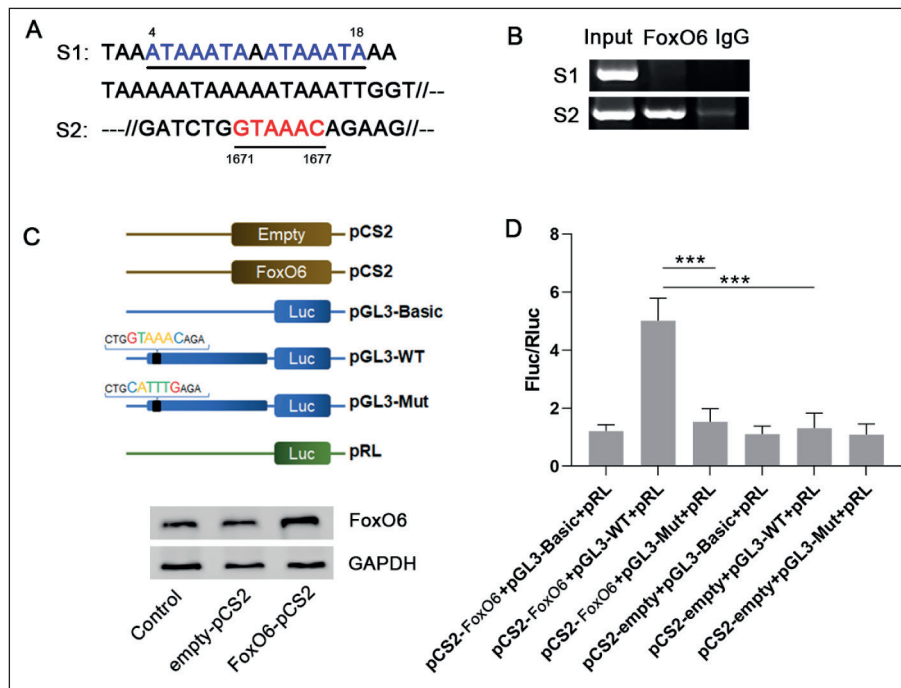 A
4 18
S1: TAAATAAATAAATAAATAAA
TAAAAATAAAAATAAATTGGT//--
S2: ---//GATCTGGTAAACAGAAG//--
1671 1677
B
Input FoxO6 IgG
S1
S2
C
Empty pCS2
FoxO6 pCS2
Luc pGL3-Basic
CTGGTAAACAGA
Luc pGL3-WT
CTGCATTTGAGA
Luc pGL3-Mut
Luc pRL
FoxO6
GAPDH
Control
empty-pCS2
FoxO6-pCS2
D
Fluc/Rluc
8
6
4
2
0
***
***
pCS2-FoxO6+pGL3-Basic+pRL
pCS2-FoxO6+pGL3-WT+pRL
pCS2-FoxO6+pGL3-Mut+pRL
pCS2-empty+pGL3-Basic+pRL
pCS2-empty+pGL3-WT+pRL
pCS2-empty+pGL3-Mut+pRL